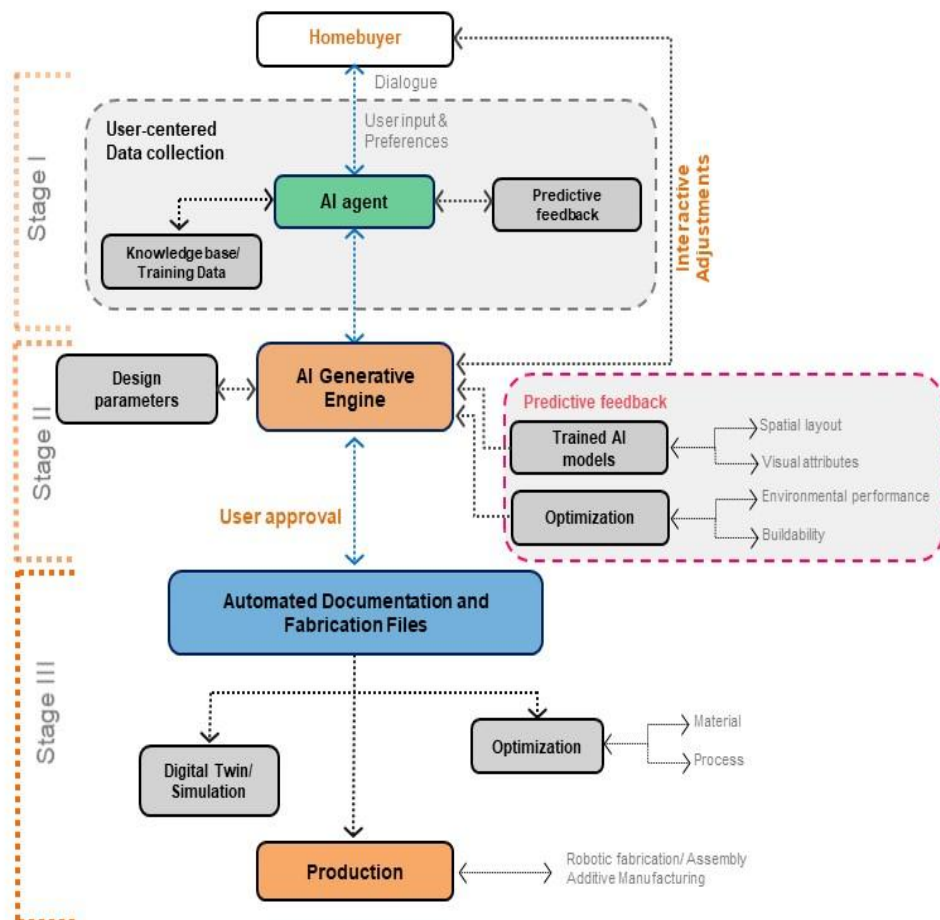 Homebuyer
Dialogue
User input &
Preferences
User-centered
Data collection
AI agent
Predictive
feedback
Knowledge base/
Training Data
Stage I
Interactive
Adjustments
AI Generative
Engine
Design
parameters
Stage II
Predictive feedback
Trained AI
models
Spatial layout
Visual attributes
Optimization
Environmental performance
Buildability
User approval
Automated Documentation and
Fabrication Files
Stage III
Digital Twin/
Simulation
Optimization
Material
Process
Production
Robotic fabrication/ Assembly
Additive Manufacturing